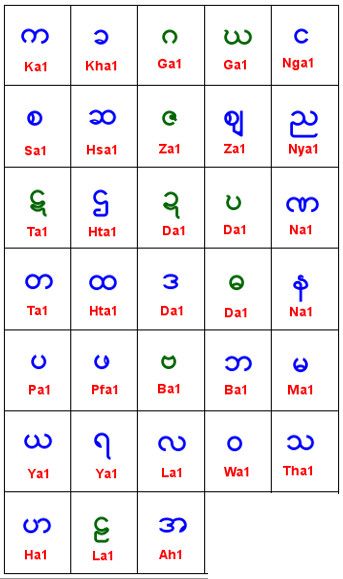 က ခ ဂ ဃ င
Ka1 Kha1 Ga1 Ga1 Nga1
စ ဆ ဇ ဈ ည
Sa1 Hsa1 Za1 Za1 Nya1
ဋ ဌ ဍ ဎ ဏ
Ta1 Hta1 Da1 Da1 Na1
တ ထ ဒ ဓ န
Ta1 Hta1 Da1 Da1 Na1
ပ ဖ ဗ ဘ မ
Pa1 Pfa1 Ba1 Ba1 Ma1
ယ ရ လ ဝ သ
Ya1 Ya1 La1 Wa1 Tha1
ဟ ဠ အ
Ha1 La1 Ah1